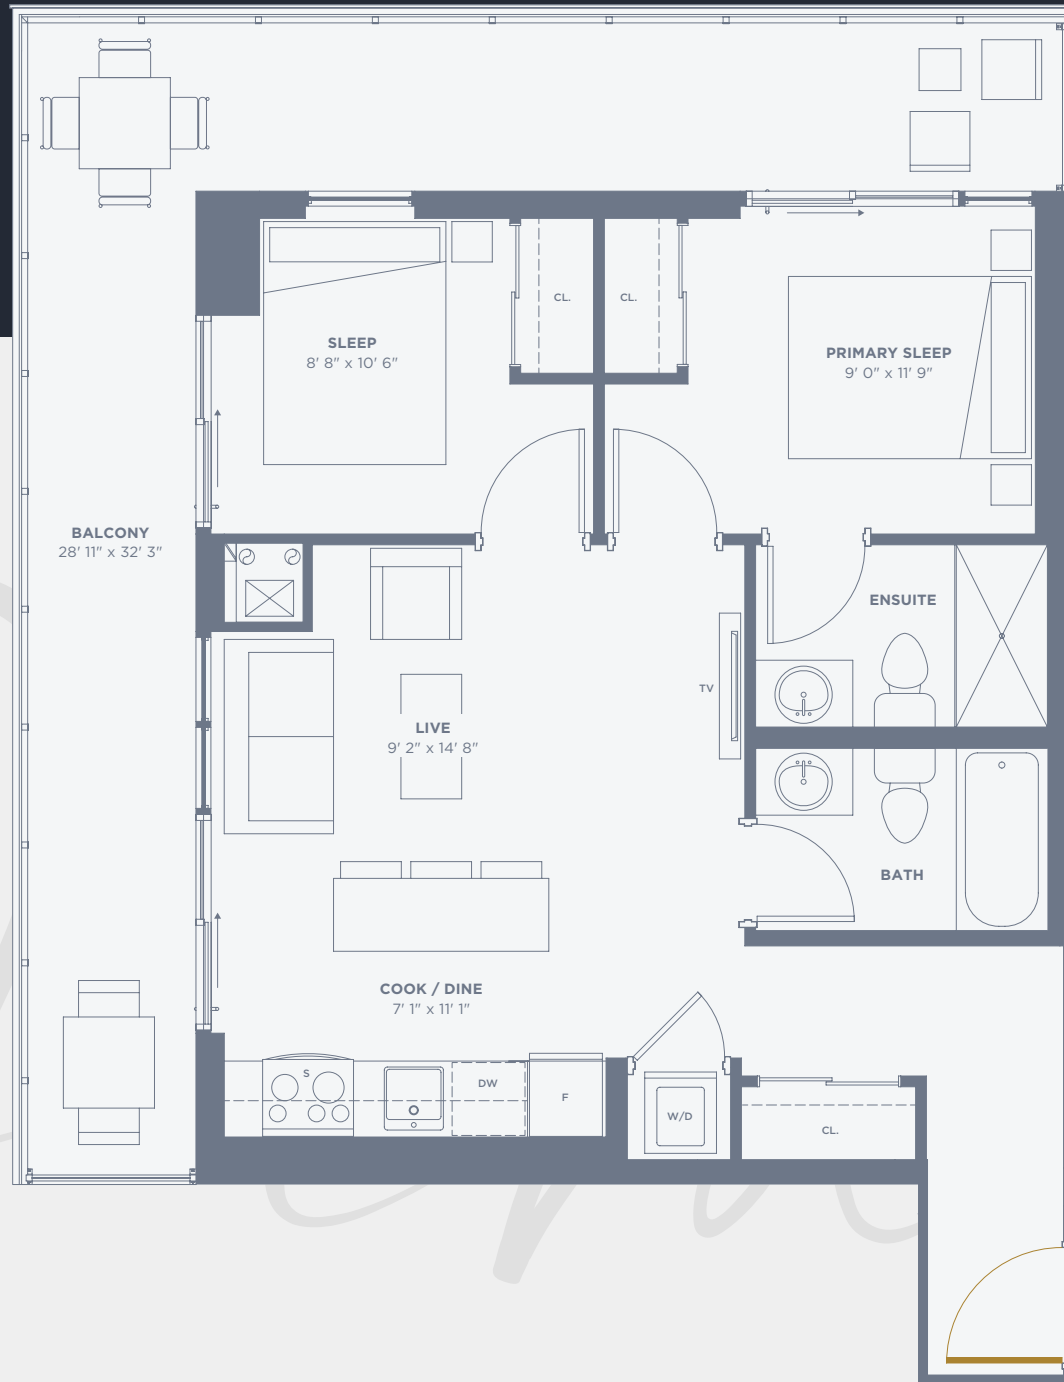 CL.
CL.
SLEEP
8' 8" x 10' 6"
PRIMARY SLEEP
9' 0" x 11' 9"
BALCONY
28' 11" x 32' 3"
ENSUITE
TV
LIVE
9' 2" x 14' 8"
BATH
COOK / DINE
7' 1" x 11' 1"
S
DW
F
W/D
CL.